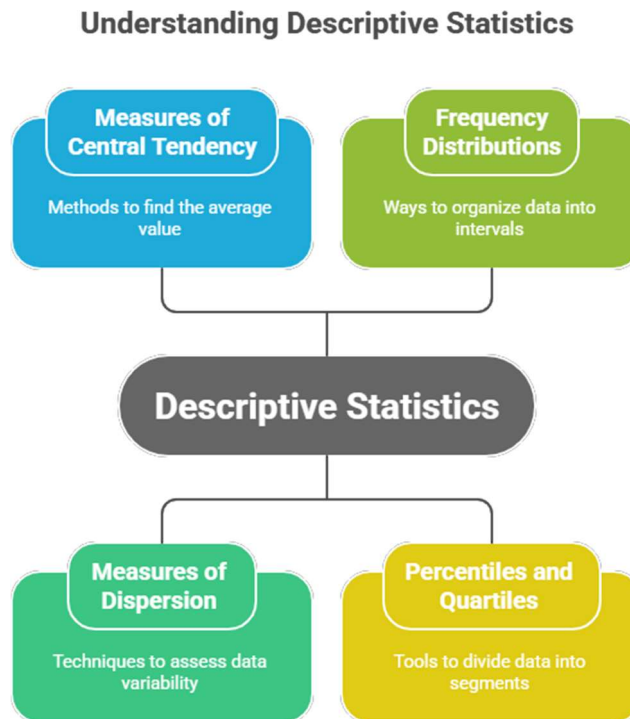 Understanding Descriptive Statistics
Measures of
Central Tendency
Methods to find the average
value
Frequency
Distributions
Ways to organize data into
intervals
Descriptive Statistics
Measures of
Dispersion
Techniques to assess data
variability
Percentiles and
Quartiles
Tools to divide data into
segments